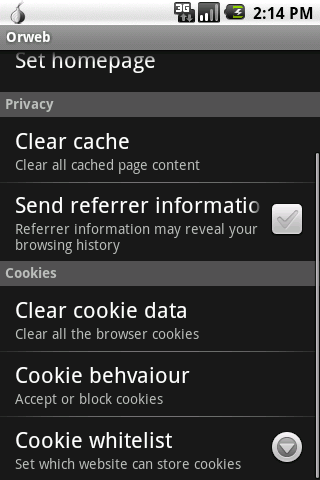 3G 2:14 PM
Orweb
Set homepage
Privacy
Clear cache
Clear all cached page content
Send referrer informatio
Referrer information may reveal your
browsing history
Cookies
Clear cookie data
Clear all the browser cookies
Cookie behvaiour
Accept or block cookies
Cookie whitelist
Set which website can store cookies